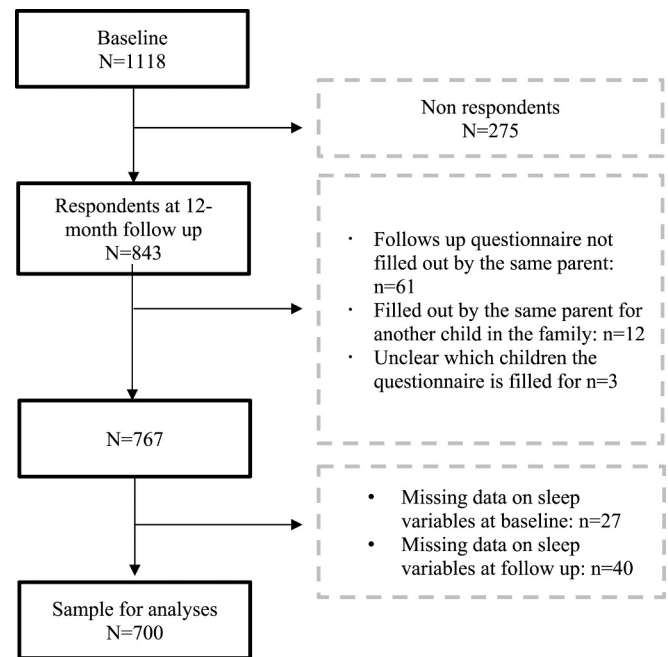 Baseline
N=1118
Non respondents
N=275
Respondents at 12-
month follow up
N=843
· Follows up questionnaire not
filled out by the same parent:
n=61
· Filled out by the same parent for
another child in the family: n=12
· Unclear which children the
questionnaire is filled for n=3
N=767
• Missing data on sleep
variables at baseline: n=27
• Missing data on sleep
variables at follow up: n=40
Sample for analyses
N=700